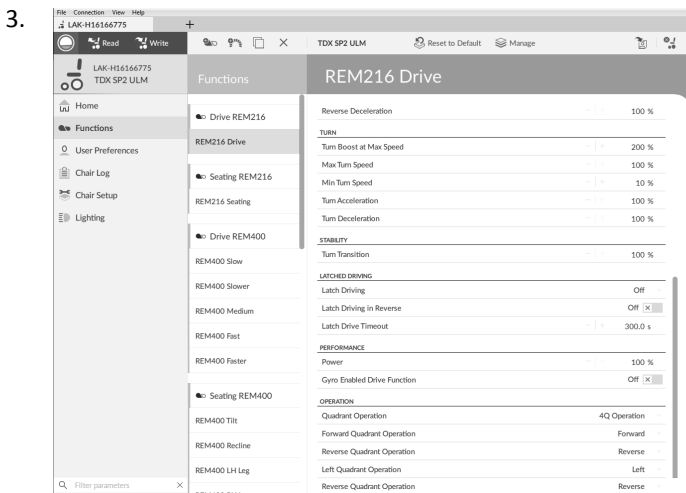 3.
File Connection View Help
LAK-H16166775 +
Read Write TDX SP2 ULM Reset to Default Manage
LAK-H16166775
TDX SP2 ULM
Home
Functions
User Preferences
Chair Log
Chair Setup
Lighting
Filter parameters
Functions
Drive REM216
REM216 Drive
Seating REM216
REM216 Seating
Drive REM400
REM400 Slow
REM400 Slower
REM400 Medium
REM400 Fast
REM400 Faster
Seating REM400
REM400 Tilt
REM400 Recline
REM400 LH Leg
REM216 Drive
Reverse Deceleration 100 %
TURN
Turn Boost at Max Speed 200 %
Max Turn Speed 100 %
Min Turn Speed 10 %
Turn Acceleration 100 %
Turn Deceleration 100 %
STABILITY
Turn Transition 100 %
LATCHED DRIVING
Latch Driving Off
Latch Driving in Reverse Off
Latch Drive Timeout 300.0 s
PERFORMANCE
Power 100 %
Gyro Enabled Drive Function Off
OPERATION
Quadrant Operation 4Q Operation
Forward Quadrant Operation Forward
Reverse Quadrant Operation Reverse
Left Quadrant Operation Left
Reverse Quadrant Operation Reverse